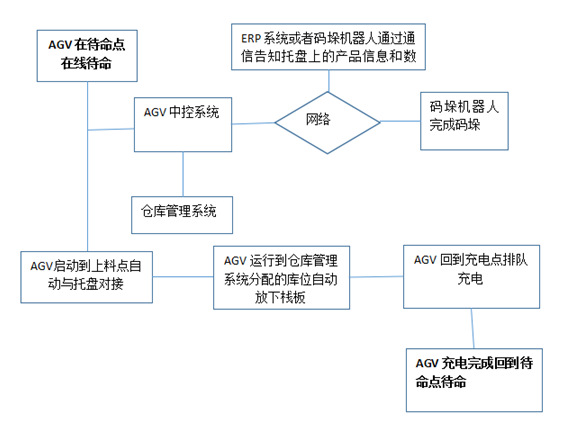 AGV 在待命点
在线待命
ERP 系统或者码垛机器人通过通
信告知托盘上的产品信息和数
AGV 中控系统
网络
码垛机器人
完成码垛
仓库管理系统
AGV启动到上料点自
动与托盘对接
AGV 运行到仓库管理
系统分配的库位自动
放下栈板
AGV 回到充电点排队
充电
AGV 充电完成回到待
命点待命